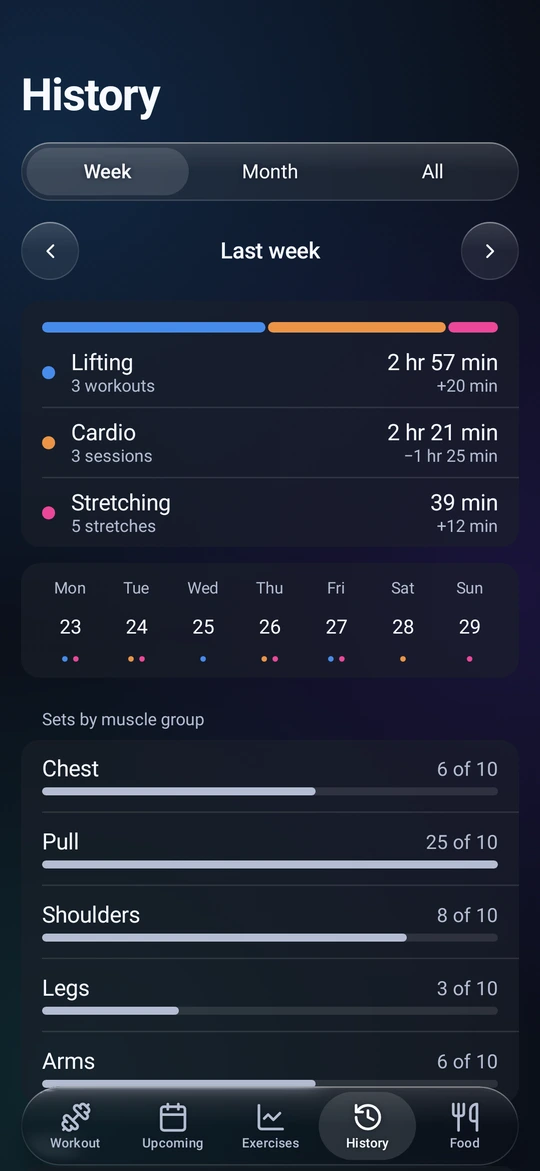 History
Week Month All
Last week
Lifting 2 hr 57 min
3 workouts +20 min
Cardio 2 hr 21 min
3 sessions −1 hr 25 min
Stretching 39 min
5 stretches +12 min
Mon Tue Wed Thu Fri Sat Sun
23 24 25 26 27 28 29
Sets by muscle group
Chest 6 of 10
Pull 25 of 10
Shoulders 8 of 10
Legs 3 of 10
Arms 6 of 10
Workout Upcoming Exercises History Food